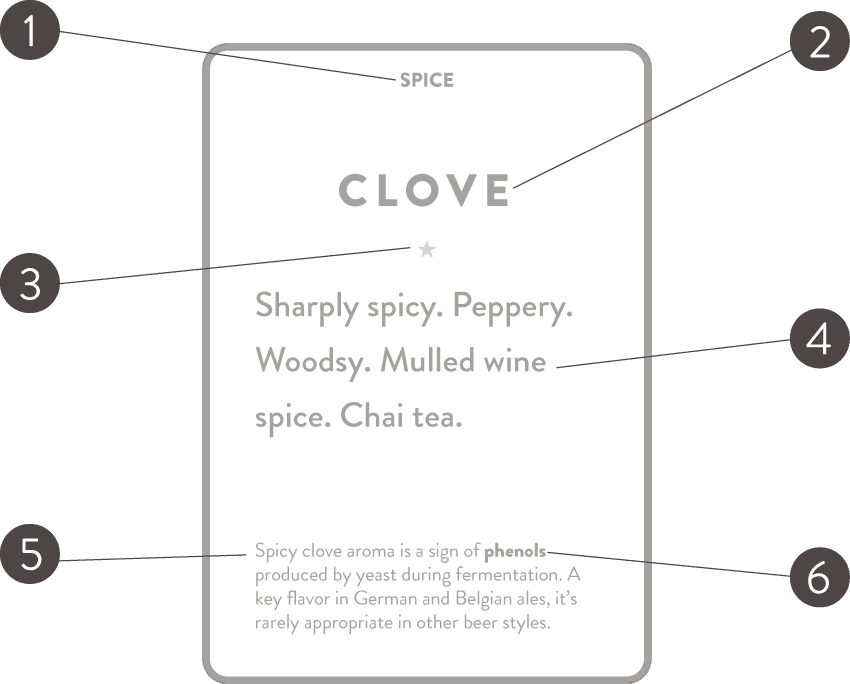 1
2
SPICE
CLOVE
★
3
Sharply spicy. Peppery.
Woodsy. Mulled wine
4
spice. Chai tea.
5
Spicy clove aroma is a sign of phenols
6
produced by yeast during fermentation. A
key flavor in German and Belgian ales, it's
rarely appropriate in other beer styles.